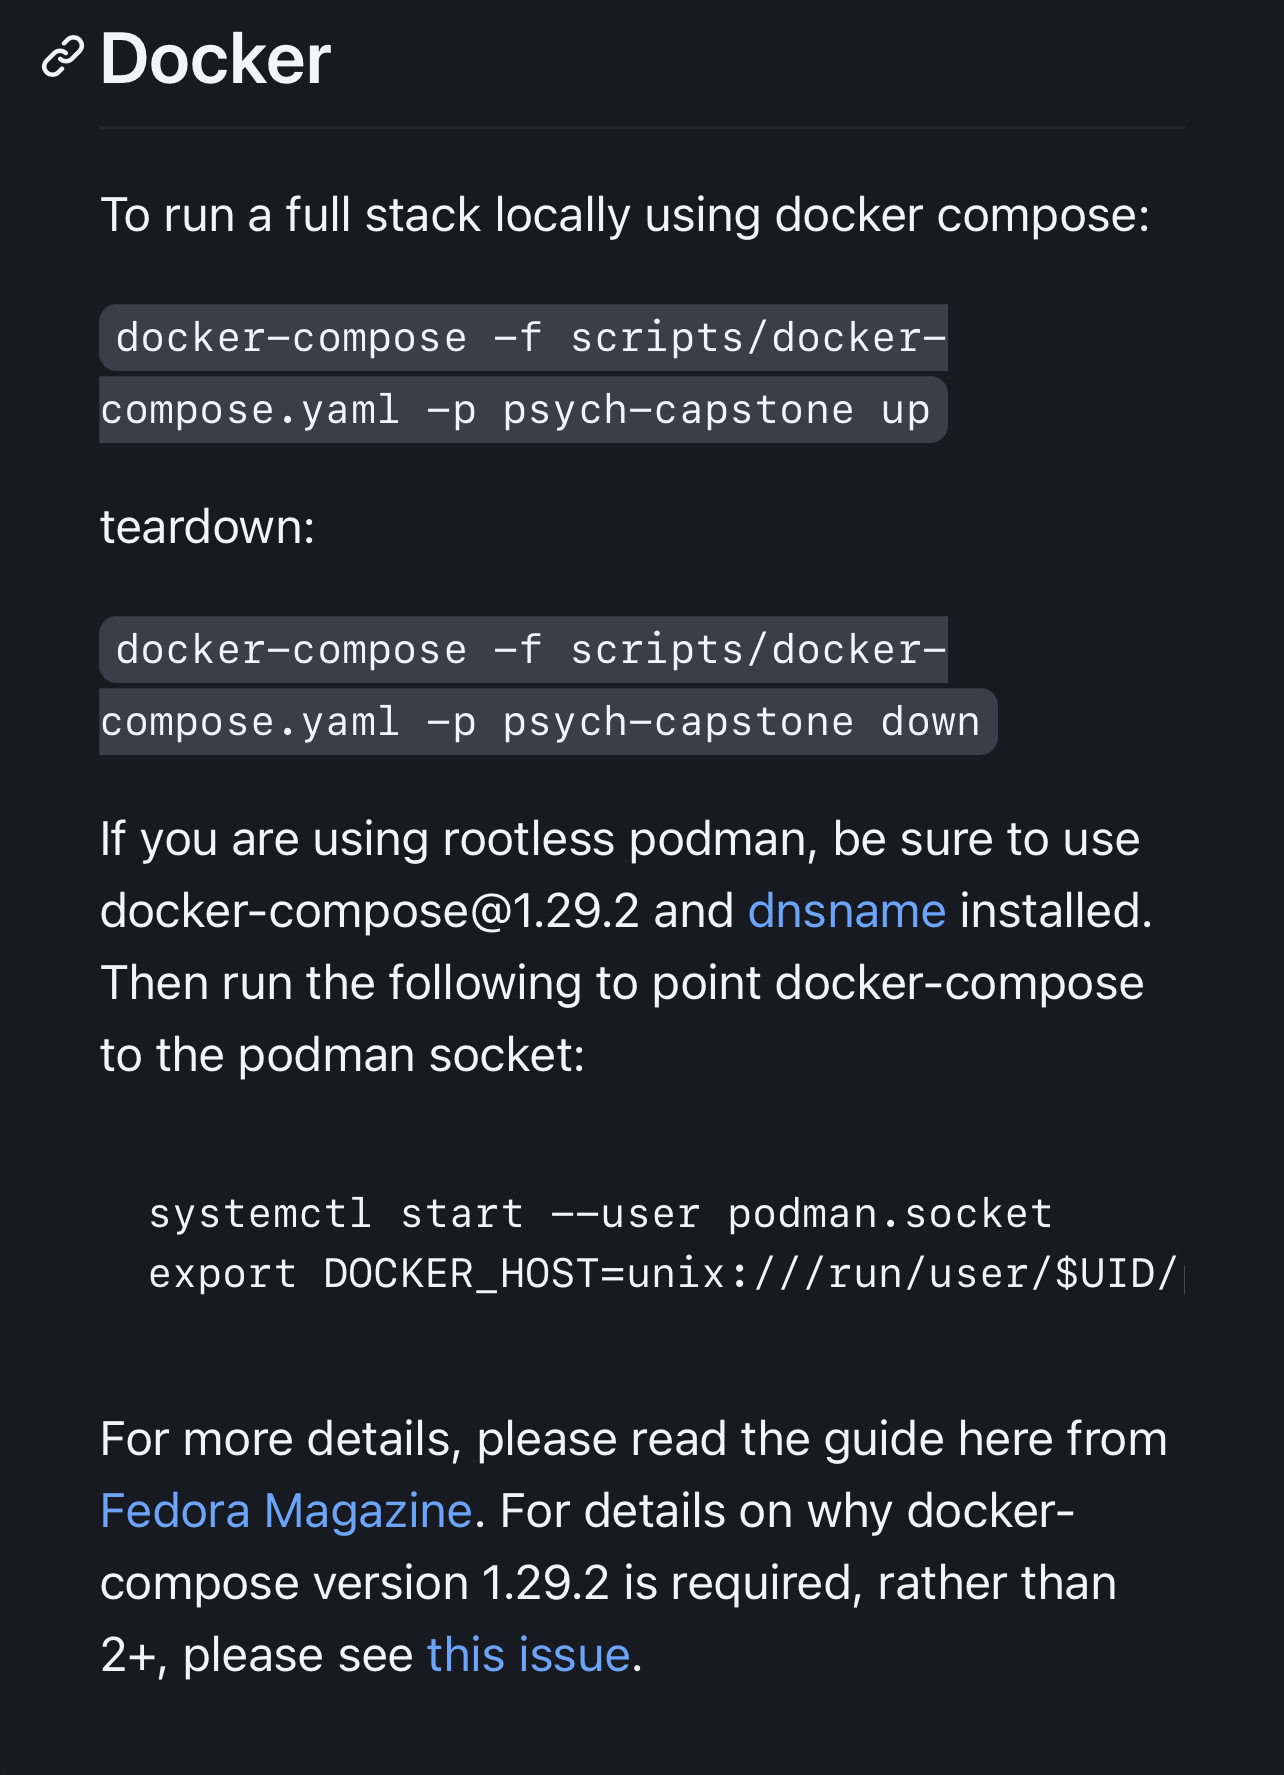 Docker
To run a full stack locally using docker compose:
docker-compose -f scripts/docker-
compose.yaml -p psych-capstone up
teardown:
docker-compose -f scripts/docker-
compose.yaml -p psych-capstone down
If you are using rootless podman, be sure to use
docker-compose@1.29.2 and dnsname installed.
Then run the following to point docker-compose
to the podman socket:
systemctl start --user podman.socket
export DOCKER_HOST=unix:///run/user/$UID/
For more details, please read the guide here from
Fedora Magazine. For details on why docker-
compose version 1.29.2 is required, rather than
2+, please see this issue.